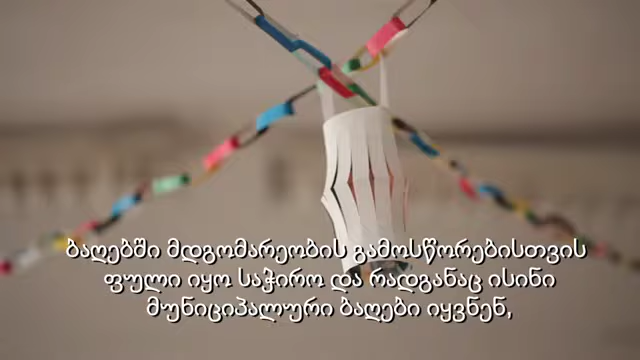 ბაღებში მდგომარეობის გამოსწორებისთვის
ფული იყო საჭირო და რადგანაც ისინი
მუნიციპალური ბაღები იყვნენ,